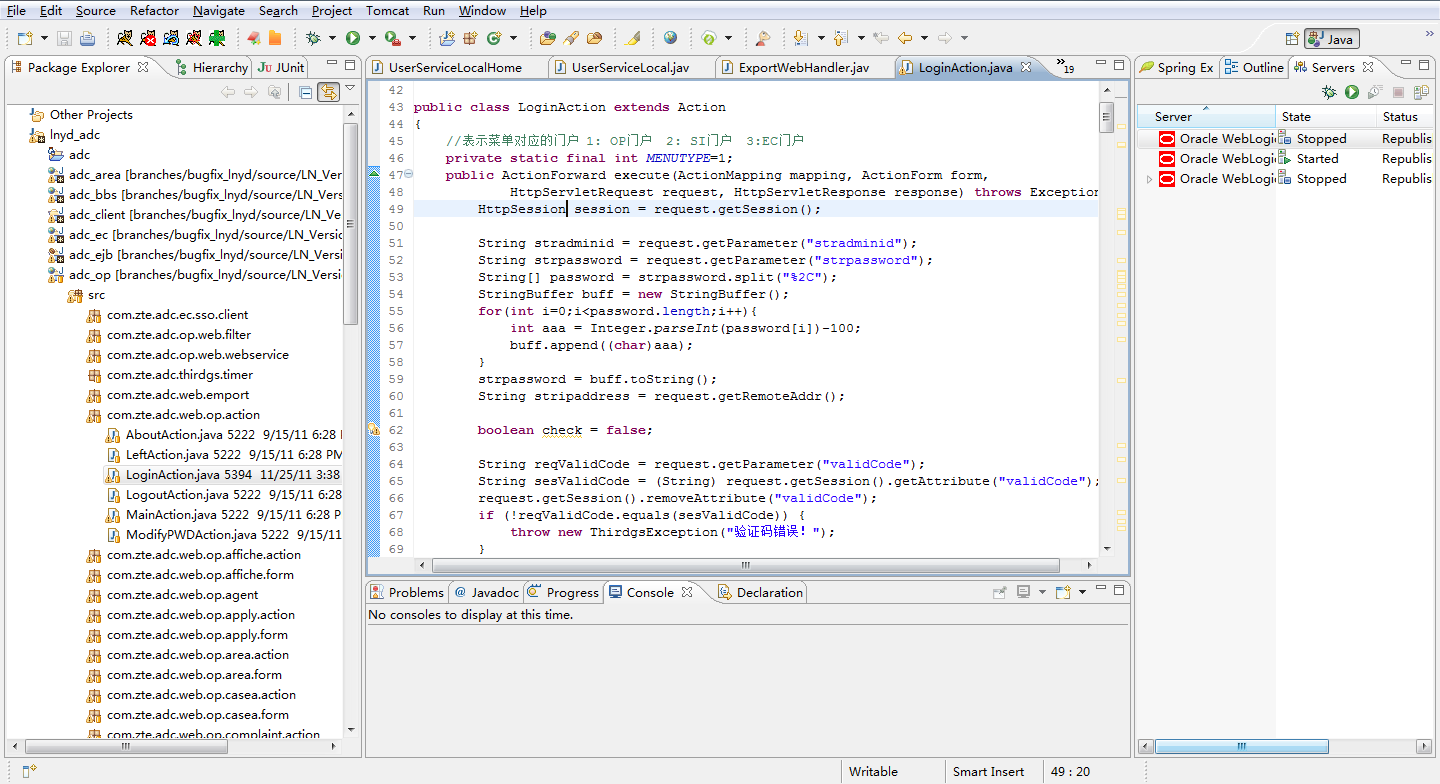 File Edit Source Refactor Navigate Search Project Tomcat Run Window Help
Java
Package Explorer Hierarchy JUnit
Other Projects
lnyd_adc
adc
adc_area [branches/bugfix_lnyd/source/LN_Versi
adc_bbs [branches/bugfix_lnyd/source/LN_Versio
adc_client [branches/bugfix_lnyd/source/LN_Vers
adc_ec [branches/bugfix_lnyd/source/LN_Versio
adc_ejb [branches/bugfix_lnyd/source/LN_Versio
adc_op [branches/bugfix_lnyd/source/LN_Versio
src
com.zte.adc.ec.sso.client
com.zte.adc.op.web.filter
com.zte.adc.op.web.webservice
com.zte.adc.thirdgs.timer
com.zte.adc.web.emport
com.zte.adc.web.op.action
AboutAction.java 5222 9/15/11 6:28
LeftAction.java 5222 9/15/11 6:28 PM
LoginAction.java 5394 11/25/11 3:38
LogoutAction.java 5222 9/15/11 6:28
MainAction.java 5222 9/15/11 6:28 P
ModifyPWDAction.java 5222 9/15/11
com.zte.adc.web.op.affiche.action
com.zte.adc.web.op.affiche.form
com.zte.adc.web.op.agent
com.zte.adc.web.op.apply.action
com.zte.adc.web.op.apply.form
com.zte.adc.web.op.area.action
com.zte.adc.web.op.area.form
com.zte.adc.web.op.casea.action
com.zte.adc.web.op.casea.form
com.zte.adc.web.op.complaint.action
UserServiceLocalHome UserServiceLocal.jav ExportWebHandler.jav LoginAction.java »19
42
43 public class LoginAction extends Action
44 {
45 //表示菜单对应的门户 1: OP门户 2: SI门户 3:EC门户
46 private static final int MENUTYPE=1;
47 public ActionForward execute(ActionMapping mapping, ActionForm form,
48 HttpServletRequest request, HttpServletResponse response) throws Exception
49 HttpSession session = request.getSession();
50
51 String stradminid = request.getParameter("stradminid");
52 String strpassword = request.getParameter("strpassword");
53 String[] password = strpassword.split("%2C");
54 StringBuffer buff = new StringBuffer();
55 for(int i=0;i<password.length;i++){
56 int aaa = Integer.parseInt(password[i])-100;
57 buff.append((char)aaa);
58 }
59 strpassword = buff.toString();
60 String stripaddress = request.getRemoteAddr();
61
62 boolean check = false;
63
64 String reqValidCode = request.getParameter("validCode");
65 String sesValidCode = (String) request.getSession().getAttribute("validCode");
66 request.getSession().removeAttribute("validCode");
67 if (!reqValidCode.equals(sesValidCode)) {
68 throw new ThirdgsException("验证码错误!");
69 }
Problems @ Javadoc Progress Console Declaration
No consoles to display at this time.
Spring Ex Outline Servers
Server State Status
Oracle WebLogi Stopped Republis
Oracle WebLogi Started Republis
Oracle WebLogi Stopped Republis
Writable Smart Insert 49 : 20